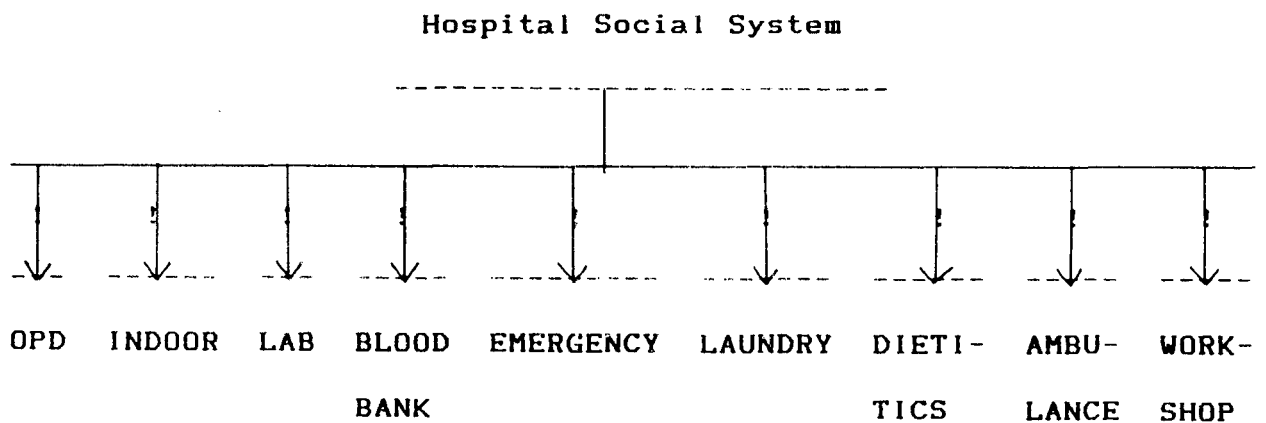 Hospital Social System
OPD INDOOR LAB BLOOD EMERGENCY LAUNDRY DIETI- AMBU- WORK-
BANK TICS LANCE SHOP